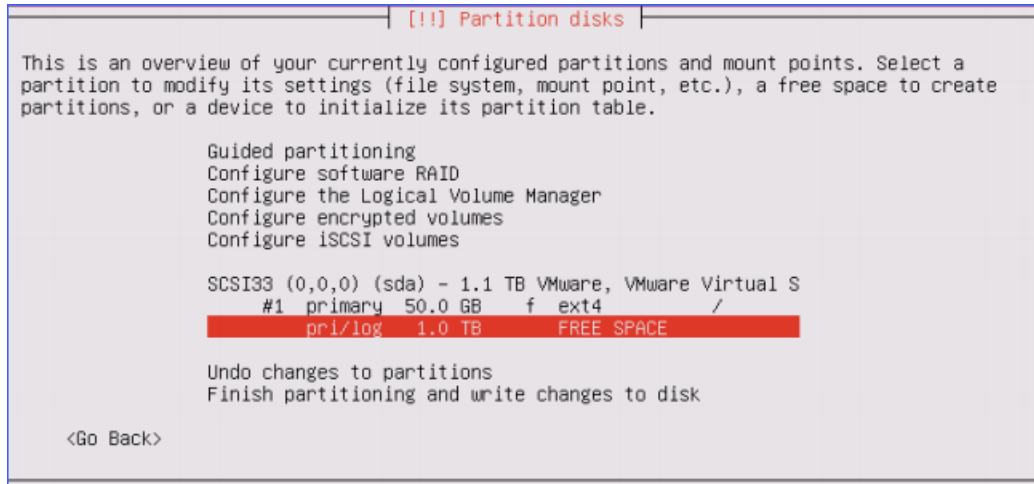 [!!] Partition disks
This is an overview of your currently configured partitions and mount points. Select a
partition to modify its settings (file system, mount point, etc.), a free space to create
partitions, or a device to initialize its partition table.
Guided partitioning
Configure software RAID
Configure the Logical Volume Manager
Configure encrypted volumes
Configure iSCSI volumes
SCSI33 (0,0,0) (sda) - 1.1 TB VMware, VMware Virtual S
#1 primary 50.0 GB f ext4 /
pri/log 1.0 TB FREE SPACE
Undo changes to partitions
Finish partitioning and write changes to disk
<Go Back>